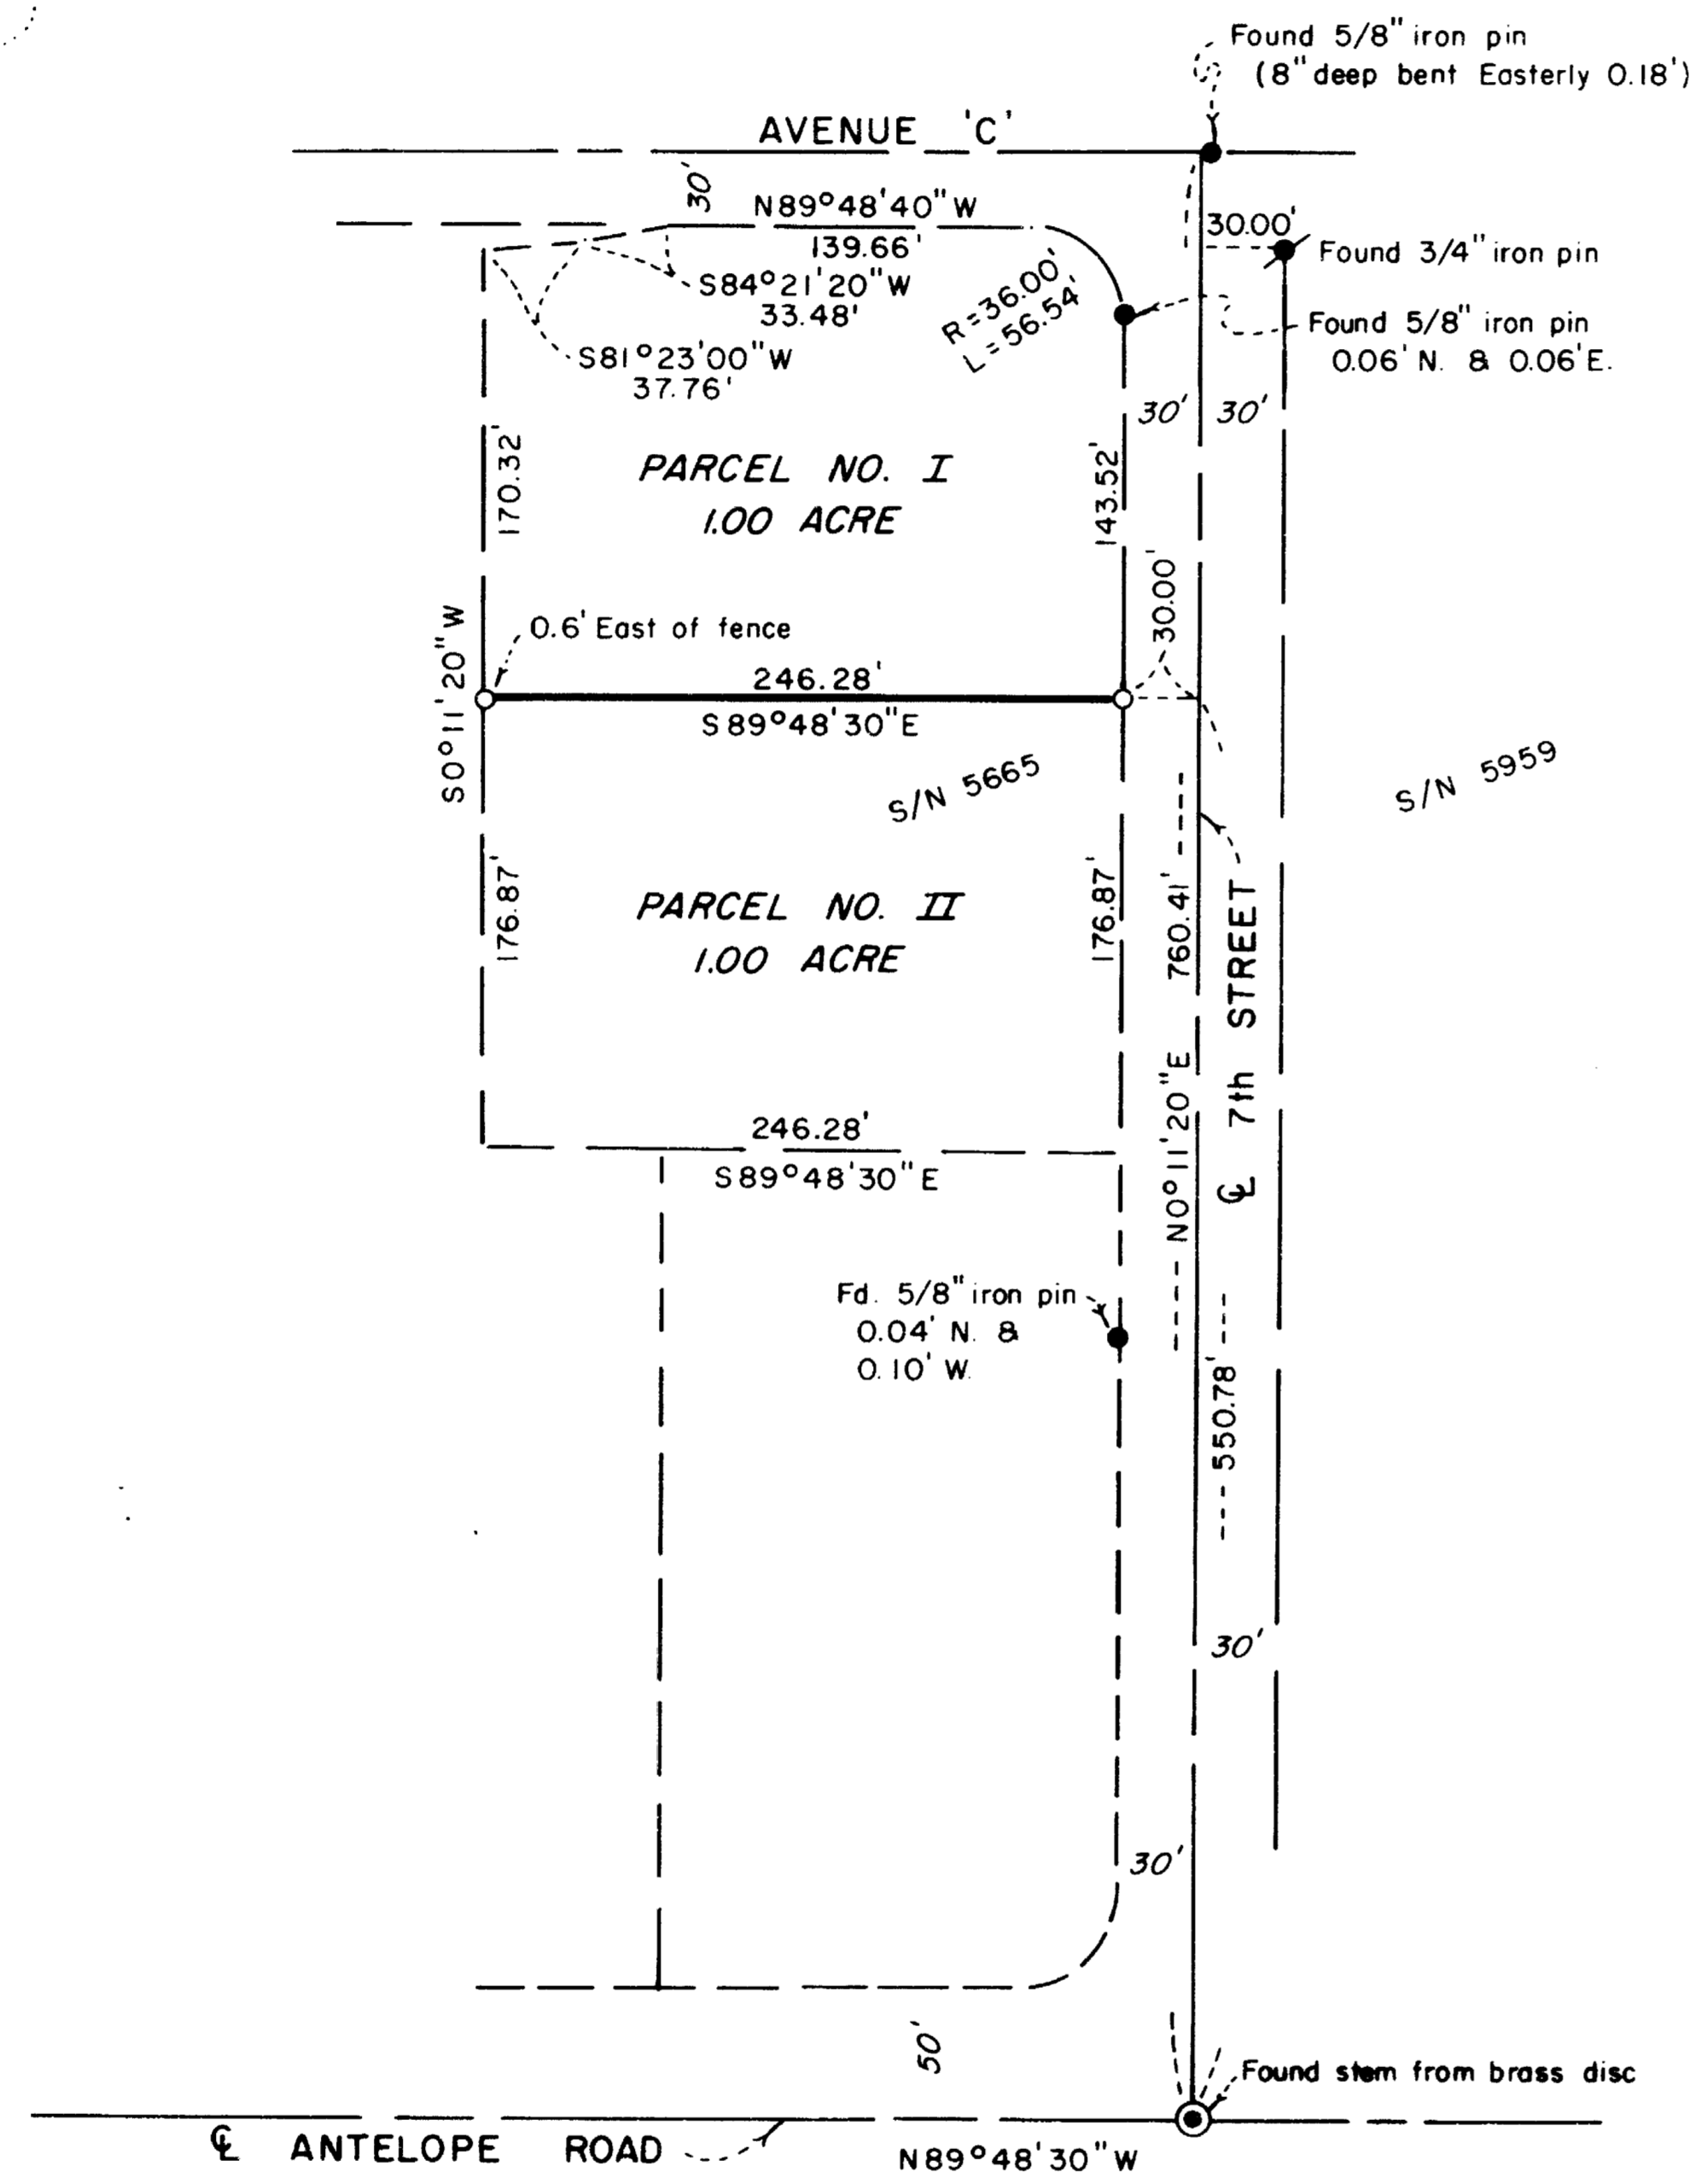 Found 5/8" iron pin
(8" deep bent Easterly 0.18')
AVENUE 'C'
30'
N89°48'40"W
139.66'
30.00'
Found 3/4" iron pin
S84°21'20"W
33.48'
R=36.00'
L=56.54'
Found 5/8" iron pin
0.06' N. & 0.06'E.
S81°23'00"W
37.76'
30'
30'
170.32'
PARCEL NO. I
1.00 ACRE
143.52'
30.00'
S0°11'20"W
0.6' East of fence
246.28'
S89°48'30"E
S/N 5665
S/N 5959
176.87'
PARCEL NO. II
1.00 ACRE
176.87'
N0°11'20"E 760.41'
℄ 7th STREET
246.28'
S89°48'30"E
Fd. 5/8" iron pin
0.04' N. &
0.10' W.
550.78'
30'
30'
50'
Found stem from brass disc
℄ ANTELOPE ROAD
N89°48'30"W